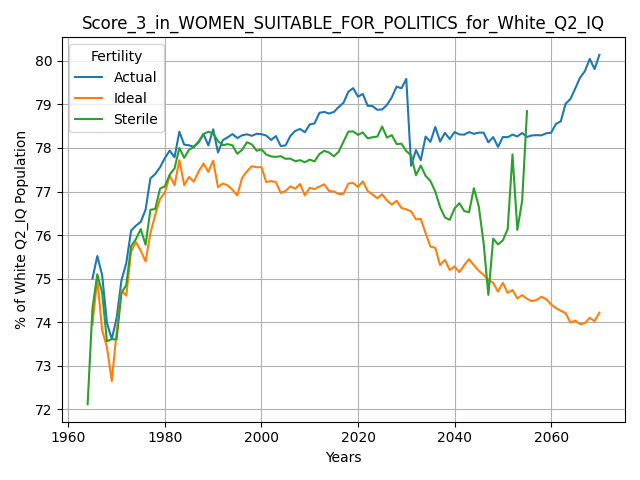 Score_3_in_WOMEN_SUITABLE_FOR_POLITICS_for_White_Q2_IQ
Fertility
Actual
Ideal
Sterile
% of White Q2_IQ Population
80
79
78
77
76
75
74
73
72
1960
1980
2000
2020
2040
2060
Years